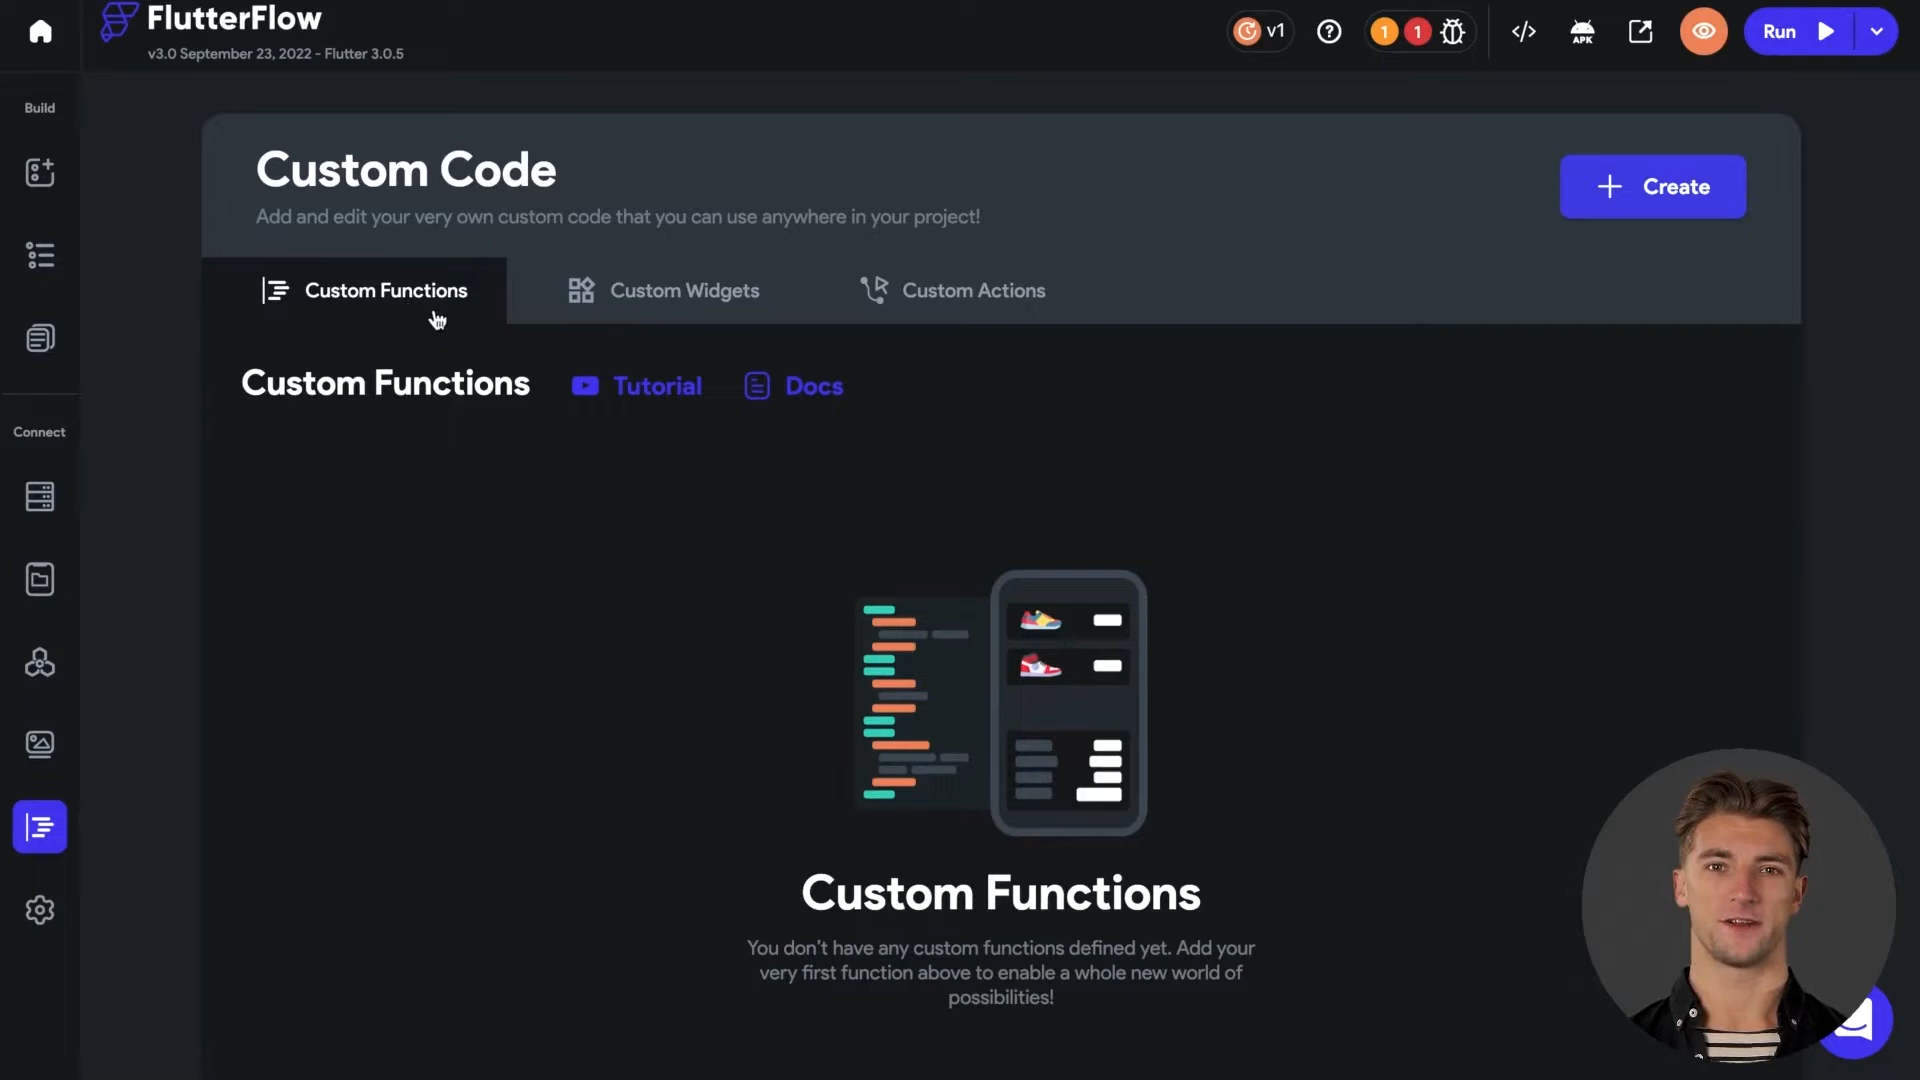 FlutterFlow
v3.0 September 23, 2022 - Flutter 3.0.5
v1
1
1
APK
Run
Build
Connect
Custom Code
Add and edit your very own custom code that you can use anywhere in your project!
Create
Custom Functions
Custom Widgets
Custom Actions
Custom Functions
Tutorial
Docs
Custom Functions
You don't have any custom functions defined yet. Add your
very first function above to enable a whole new world of
possibilities!